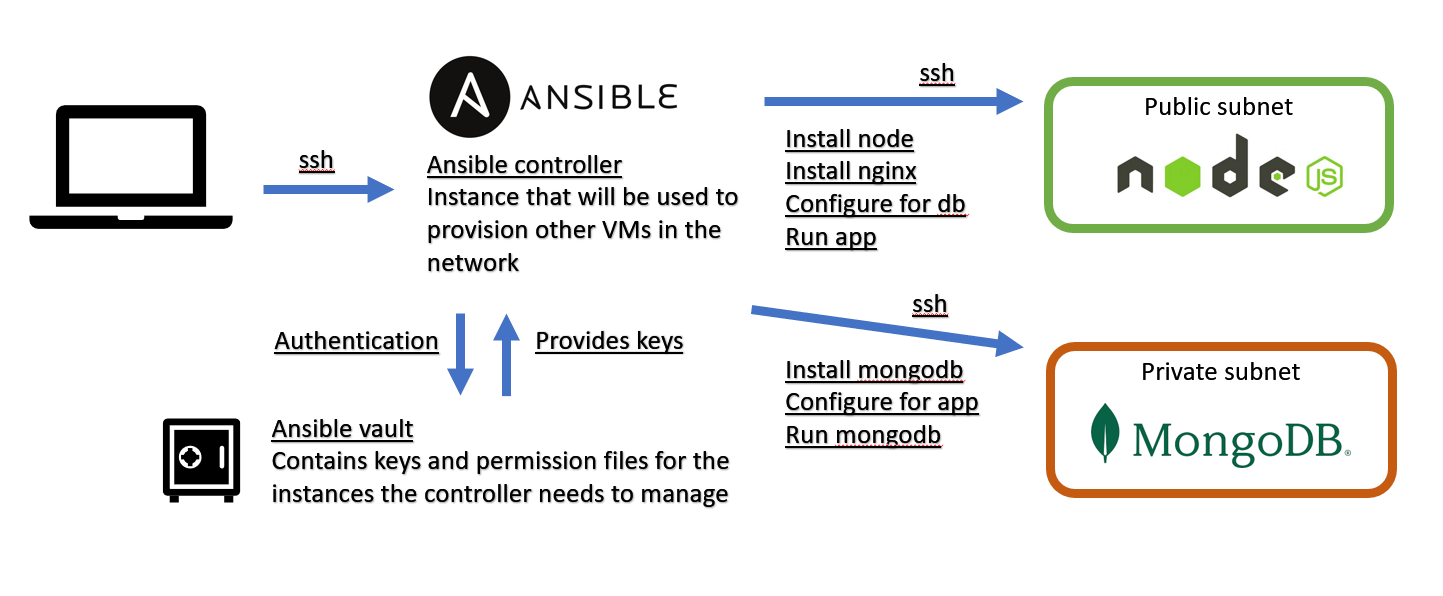 ANSIBLE
ssh
Ansible controller
Instance that will be used to
provision other VMs in the
network
ssh
Install node
Install nginx
Configure for db
Run app
Public subnet
node
JS
Authentication
Provides keys
ssh
Install mongodb
Configure for app
Run mongodb
Private subnet
MongoDB®
Ansible vault
Contains keys and permission files for the
instances the controller needs to manage